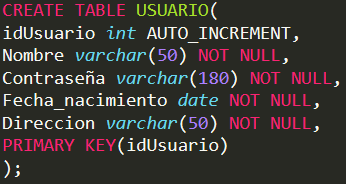 CREATE TABLE USUARIO(
idUsuario int AUTO_INCREMENT,
Nombre varchar(50) NOT NULL,
Contraseña varchar(180) NOT NULL,
Fecha_nacimiento date NOT NULL,
Direccion varchar(50) NOT NULL,
PRIMARY KEY(idUsuario)
);